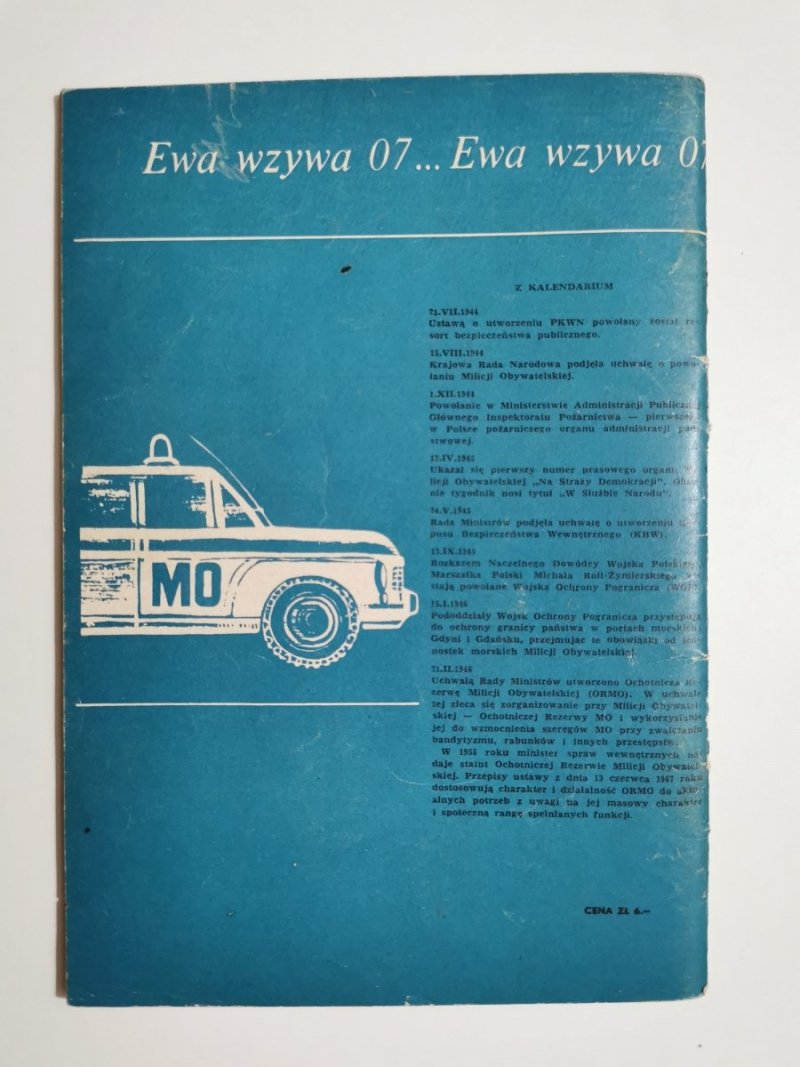 Ewa wzywa 07... Ewa wzywa 07
Z KALENDARIUM
21.VII.1944
Ustawą o utworzeniu PKWN powołany został re-
sort bezpieczeństwa publicznego.
15.VIII.1944
Krajowa Rada Narodowa podjęła uchwałę o powo-
łaniu Milicji Obywatelskiej.
1.XII.1944
Powołanie w Ministerstwie Administracji Publicznej
Głównego Inspektoratu Pożarnictwa — pierwszego
w Polsce pożarniczego organu administracji pań-
stwowej.
17.IV.1945
Ukazał się pierwszy numer prasowego organu
licji Obywatelskiej „Na Straży Demokracji".
nie tygodnik nosi tytuł „W Służbie Narodu".
24.V.1945
Rada Ministrów podjęła uchwałę o utworzeniu
pusu Bezpieczeństwa Wewnętrznego (KBW).
13.IX.1945
Rozkazem Naczelnego Dowódcy Wojska Polskiego
Marszałka Polski Michała Roli-Żymierskiego
stają powołane Wojska Ochrony Pogranicza (WOP).
15.I.1946
Pododdziały Wojsk Ochrony Pogranicza przystępują
do ochrony granicy państwa w portach morskich
Gdyni i Gdańsku, przejmując te obowiązki od jed-
nostek morskich Milicji Obywatelskiej.
21.II.1946
Uchwałą Rady Ministrów utworzono Ochotniczą Re-
zerwę Milicji Obywatelskiej (ORMO). W uchwale
tej zleca się zorganizowanie przy Milicji Obywatel-
skiej — Ochotniczej Rezerwy MO i wykorzystanie
jej do wzmocnienia szeregów MO przy zwalczaniu
bandytyzmu, rabunków i innych przestępstw.
W 1955 roku minister spraw wewnętrznych na-
daje statut Ochotniczej Rezerwie Milicji Obywatel-
skiej. Przepisy ustawy z dnia 13 czerwca 1967 roku
dostosowują charakter i działalność ORMO do aktu-
alnych potrzeb z uwagi na jej masowy charakter
i społeczną rangę spełnianych funkcji.
MO
CENA ZŁ 6.—